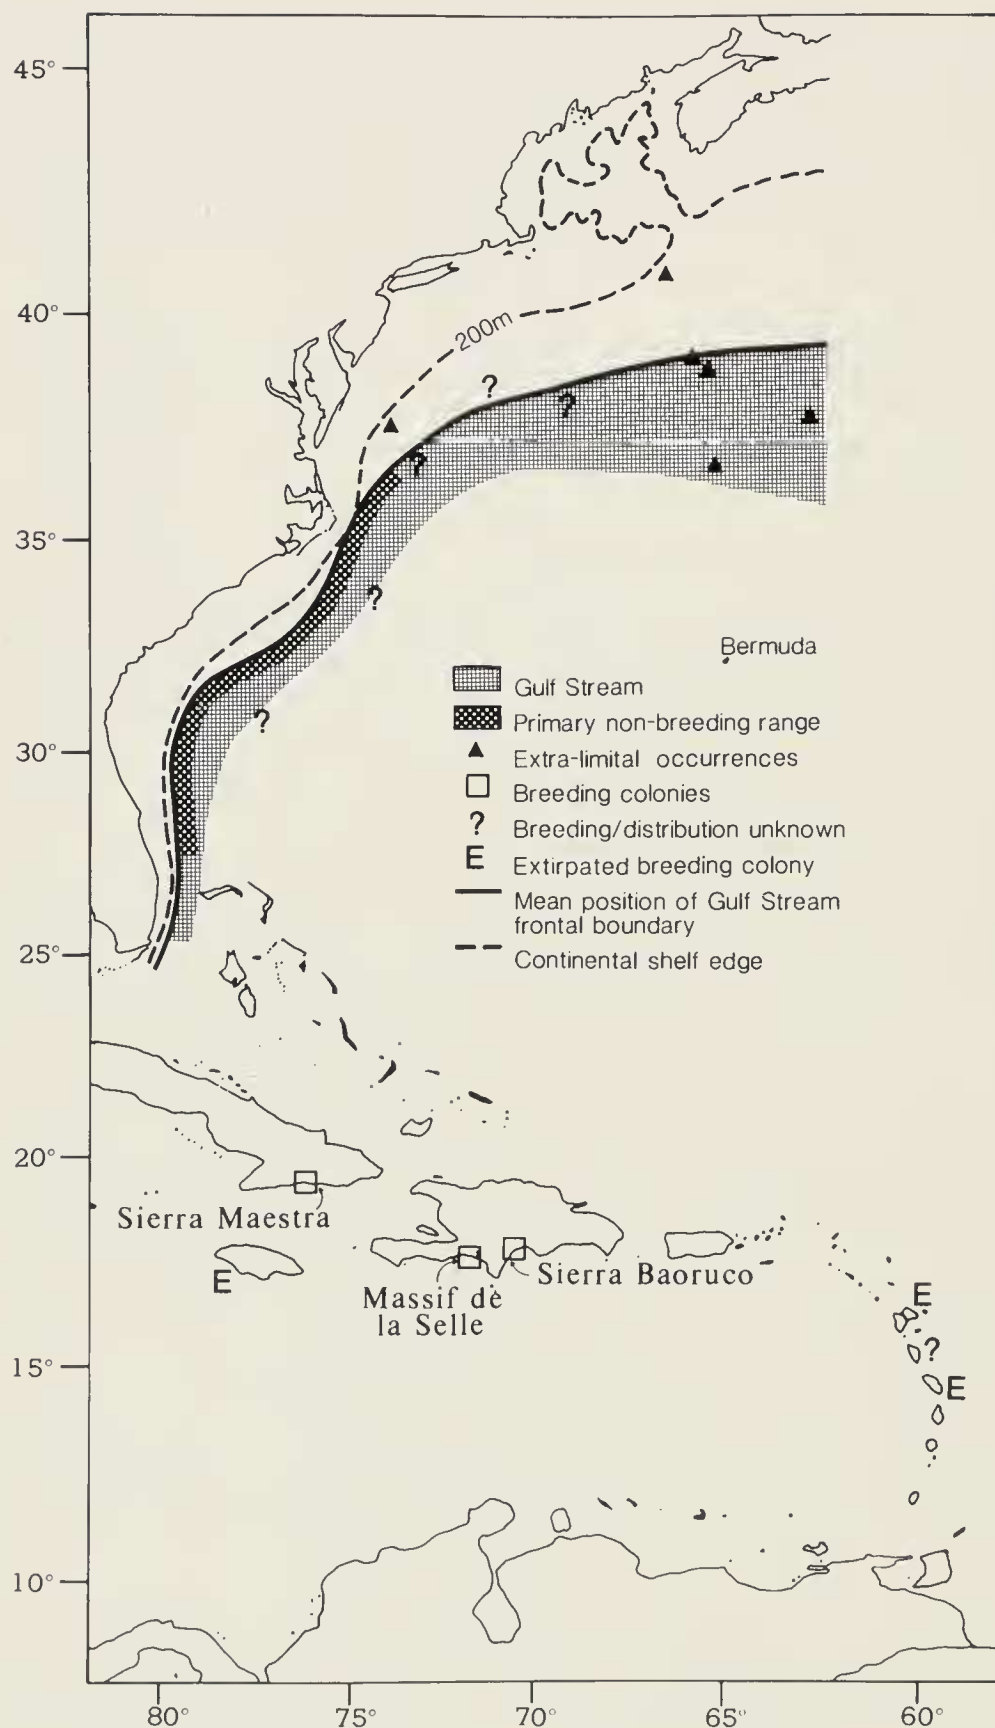 45°
40°
200m
?
?
?
35°
?
Bermuda
Gulf Stream
Primary non-breeding range
?
30°
Extra-limital occurrences
Breeding colonies
? Breeding/distribution unknown
E Extirpated breeding colony
Mean position of Gulf Stream
frontal boundary
25°
Continental shelf edge
20°
Sierra Maestra
E
Sierra Baoruco
Massif de
la Selle
E
?
15°
E
10°
80° 75° 70° 65° 60°